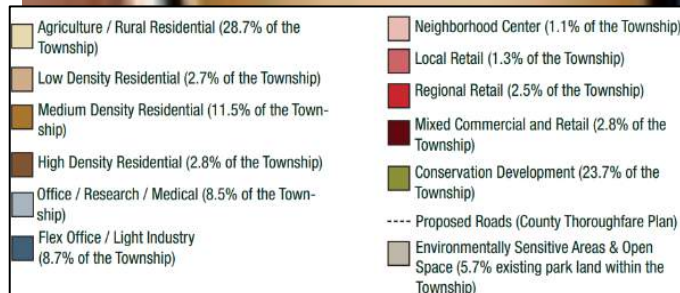 Agriculture / Rural Residential (28.7% of the
Township)
Low Density Residential (2.7% of the Township)
Medium Density Residential (11.5% of the Town-
ship)
High Density Residential (2.8% of the Township)
Office / Research / Medical (8.5% of the Town-
ship)
Flex Office / Light Industry
(8.7% of the Township)
Neighborhood Center (1.1% of the Township)
Local Retail (1.3% of the Township)
Regional Retail (2.5% of the Township)
Mixed Commercial and Retail (2.8% of the
Township)
Conservation Development (23.7% of the
Township)
Proposed Roads (County Thoroughfare Plan)
Environmentally Sensitive Areas & Open
Space (5.7% existing park land within the
Township)